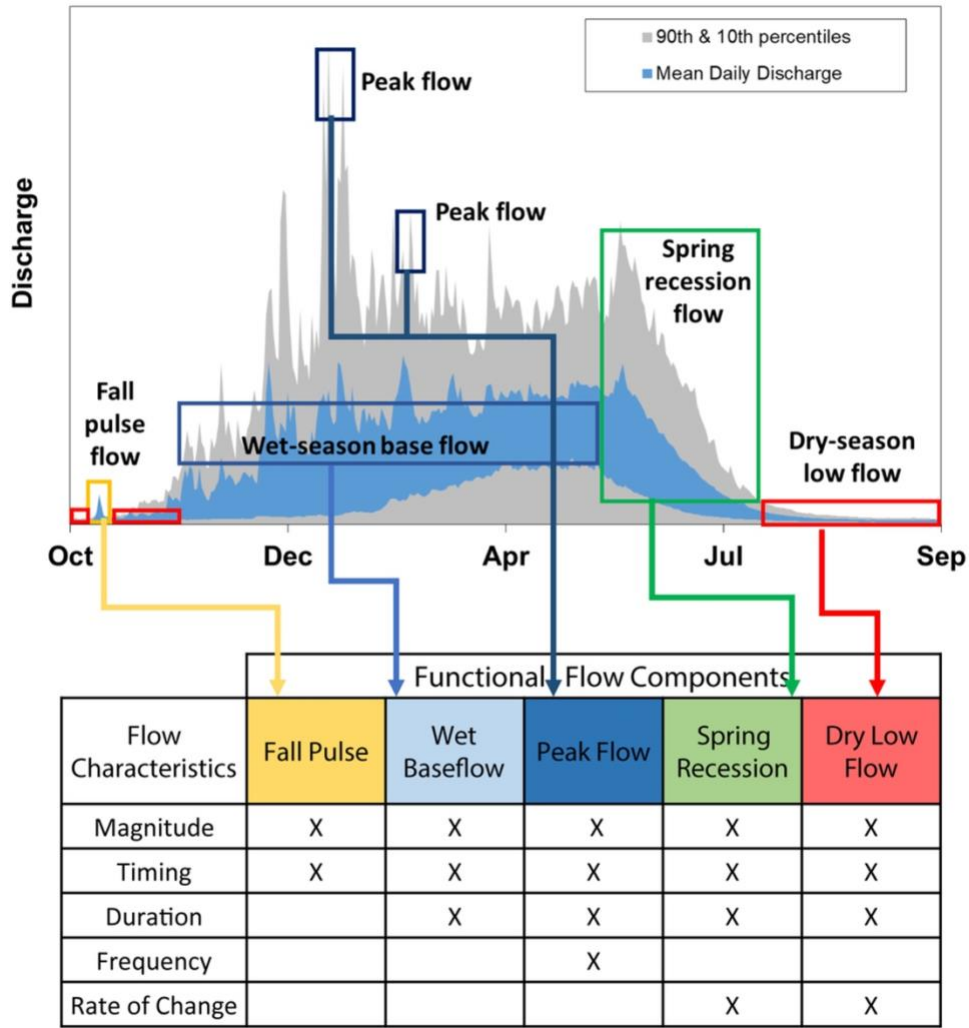 90th & 10th percentiles
Mean Daily Discharge
Peak flow
Peak flow
Discharge
Spring
recession
flow
Fall
pulse
flow
Wet-season base flow
Dry-season
low flow
Oct Dec Apr Jul Sep
Functional Flow Components
Flow
Characteristics
Fall Pulse
Wet
Baseflow
Peak Flow
Spring
Recession
Dry Low
Flow
Magnitude X X X X X
Timing X X X X X
Duration X X X X
Frequency X
Rate of Change X X